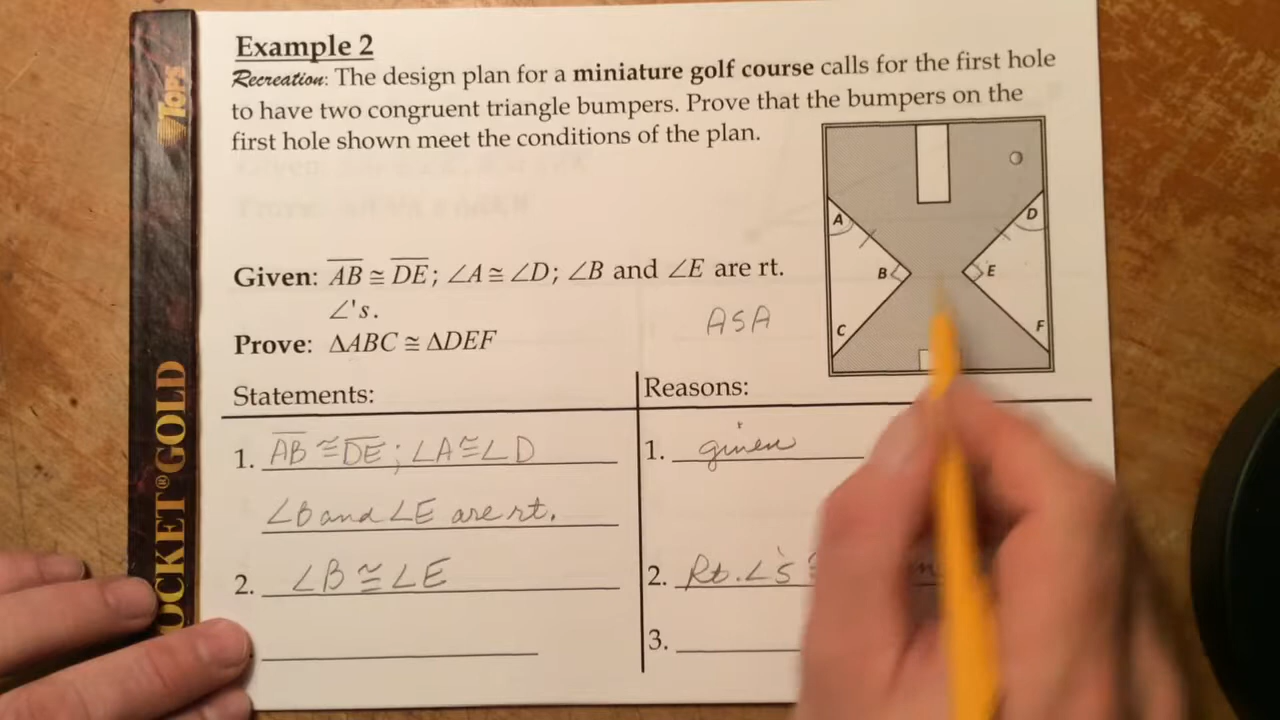 Example 2
Recreation: The design plan for a miniature golf course calls for the first hole
to have two congruent triangle bumpers. Prove that the bumpers on the
first hole shown meet the conditions of the plan.
A
D
B
E
C
F
Given: AB ≅ DE; ∠A ≅ ∠D; ∠B and ∠E are rt.
∠'s.
ASA
Prove: ΔABC ≅ ΔDEF
Statements:
Reasons:
1. AB ≅ DE; ∠A ≅ ∠D
1. given
∠B and ∠E are rt.
2. ∠B ≅ ∠E
2. Rt. ∠'s
3.
TOPS
OCKET® GOLD